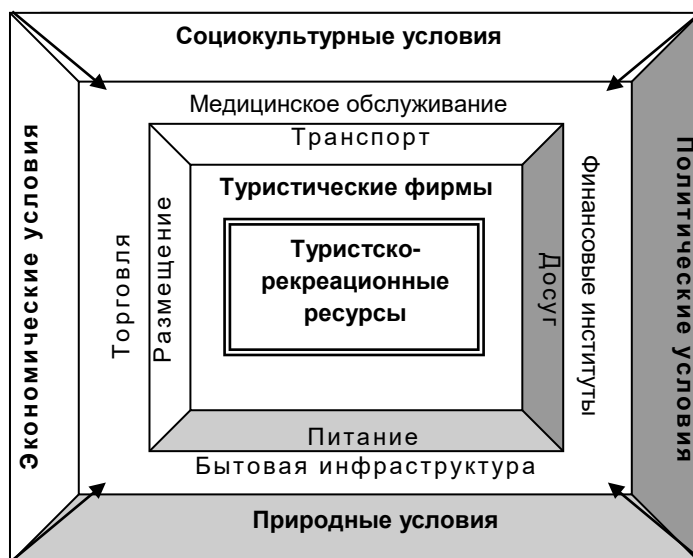 Социокультурные условия
Медицинское обслуживание
Транспорт
Туристические фирмы
Туристско-
рекреационные
ресурсы
Экономические условия
Торговля
Размещение
Досуг
Финансовые институты
Политические условия
Питание
Бытовая инфраструктура
Природные условия